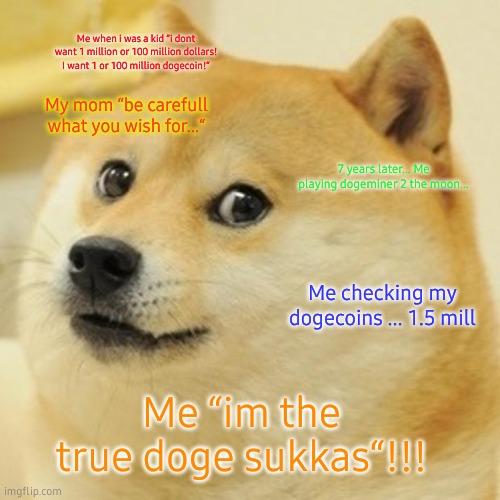 Me when i was a kid “i dont
want 1 million or 100 million dollars!
I want 1 or 100 million dogecoin!“
My mom “be carefull
what you wish for...“
7 years later... Me
playing dogeminer 2 the moon...
Me checking my
dogecoins ... 1.5 mill
Me “im the
true doge sukkas“!!!
imgflip.com